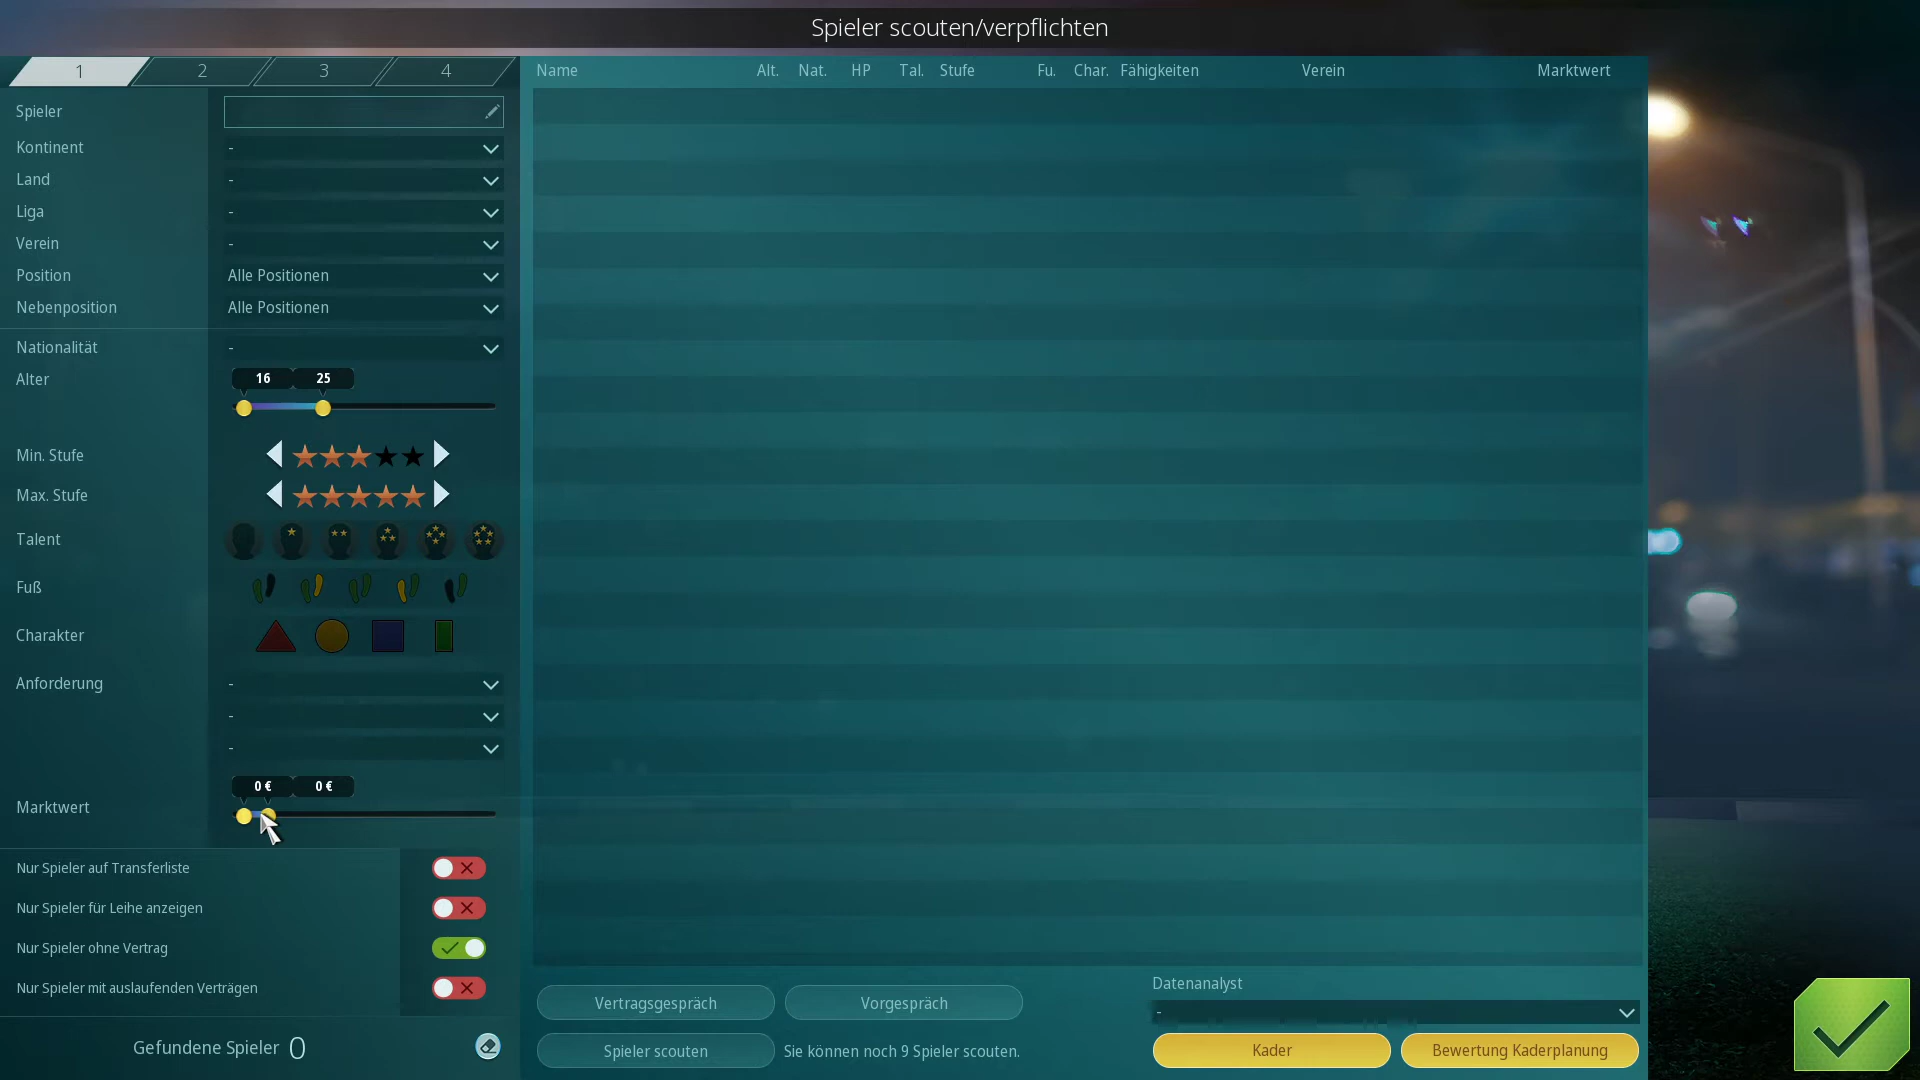 Spieler scouten/verpflichten
1 2 3 4
Name Alt. Nat. HP Tal. Stufe Fu. Char. Fähigkeiten Verein Marktwert
Spieler
Kontinent -
Land -
Liga -
Verein -
Position Alle Positionen
Nebenposition Alle Positionen
Nationalität -
Alter 16 25
Min. Stufe
Max. Stufe
Talent
Fuß
Charakter
Anforderung -
-
-
0 € 0 €
Marktwert
Nur Spieler auf Transferliste
Nur Spieler für Leihe anzeigen
Nur Spieler ohne Vertrag
Nur Spieler mit auslaufenden Verträgen
Gefundene Spieler 0
Vertragsgespräch Vorgespräch
Spieler scouten Sie können noch 9 Spieler scouten.
Datenanalyst
-
Kader Bewertung Kaderplanung